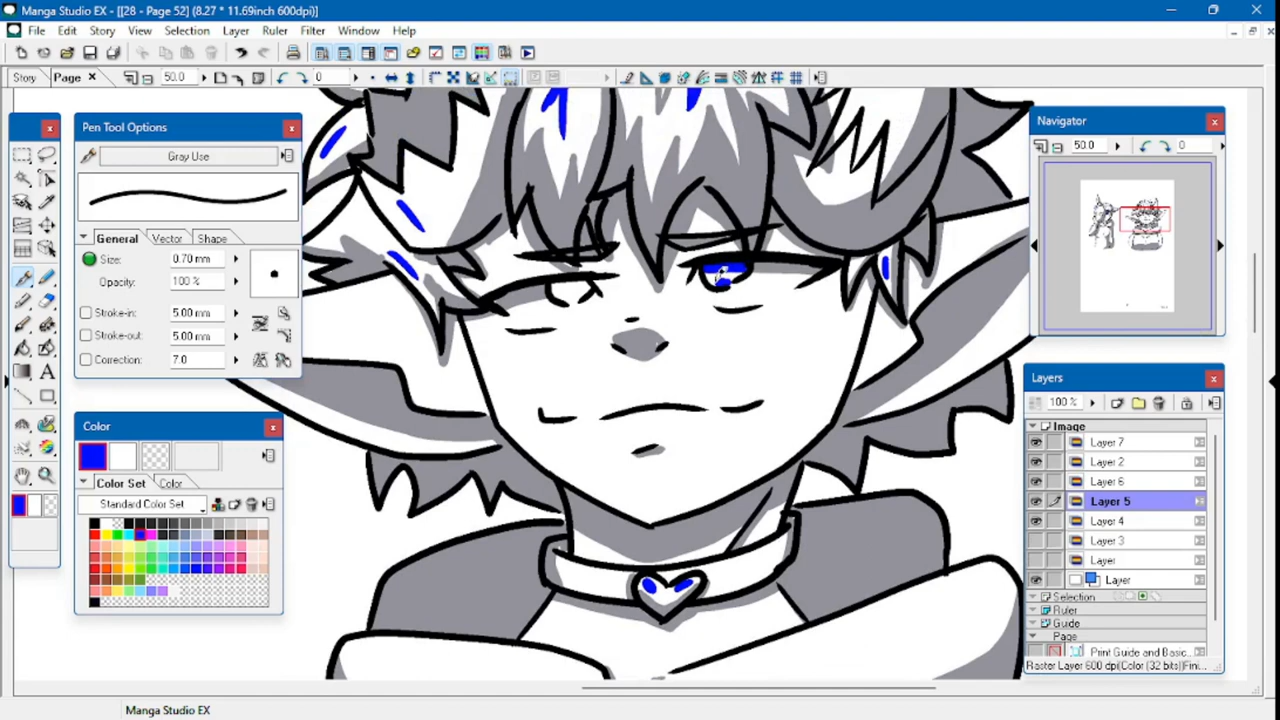 Manga Studio EX - [[28 - Page 52] (8.27 * 11.69inch 600dpi)]
File Edit Story View Selection Layer Ruler Filter Window Help
Story Page 50.0 0
Pen Tool Options
Gray Use
General Vector Shape
Size: 0.70 mm
Opacity: 100 %
Stroke-in: 5.00 mm
Stroke-out: 5.00 mm
Correction: 7.0
Color
Color Set Color
Standard Color Set
Navigator
50.0 0
Layers
100 %
Image
Layer 7
Layer 2
Layer 6
Layer 5
Layer 4
Layer 3
Layer
Layer
Selection
Ruler
Guide
Page
Print Guide and Basic...
Raster Layer 600 dpi(Color (32 bits)Fini...
Manga Studio EX